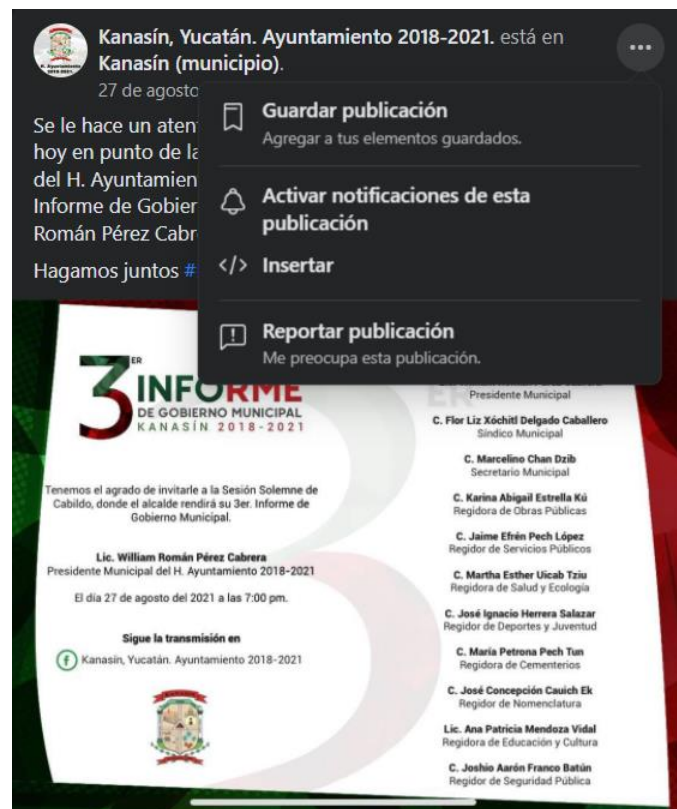 Kanasín, Yucatán. Ayuntamiento 2018-2021. está en
Kanasín (municipio).
27 de agosto
Se le hace un
hoy en punto de
del H.
Informe de
Román Pérez
Hagamos juntos #
Guardar publicación
Agregar a tus elementos guardados.
Activar notificaciones de esta
publicación
</> Insertar
Reportar publicación
Me preocupa esta publicación.
3ER INFORME
DE GOBIERNO MUNICIPAL
KANASÍN 2018-2021
Tenemos el agrado de invitarle a la Sesión Solemne de
Cabildo, donde el alcalde rendirá su 3er. Informe de
Gobierno Municipal.
Lic. William Román Pérez Cabrera
Presidente Municipal del H. Ayuntamiento 2018-2021
El día 27 de agosto del 2021 a las 7:00 pm.
Sigue la transmisión en
Kanasín, Yucatán. Ayuntamiento 2018-2021
Presidente Municipal
C. Flor Liz Xóchitl Delgado Caballero
Síndico Municipal
C. Marcelino Chan Dzib
Secretario Municipal
C. Karina Abigail Estrella Kú
Regidora de Obras Públicas
C. Jaime Efrén Pech López
Regidor de Servicios Públicos
C. Martha Esther Uicab Tziu
Regidora de Salud y Ecología
C. José Ignacio Herrera Salazar
Regidor de Deportes y Juventud
C. María Petrona Pech Tun
Regidora de Cementerios
C. José Concepción Cauich Ek
Regidor de Nomenclatura
Lic. Ana Patricia Mendoza Vidal
Regidora de Educación y Cultura
C. Joshio Aarón Franco Batún
Regidor de Seguridad Pública